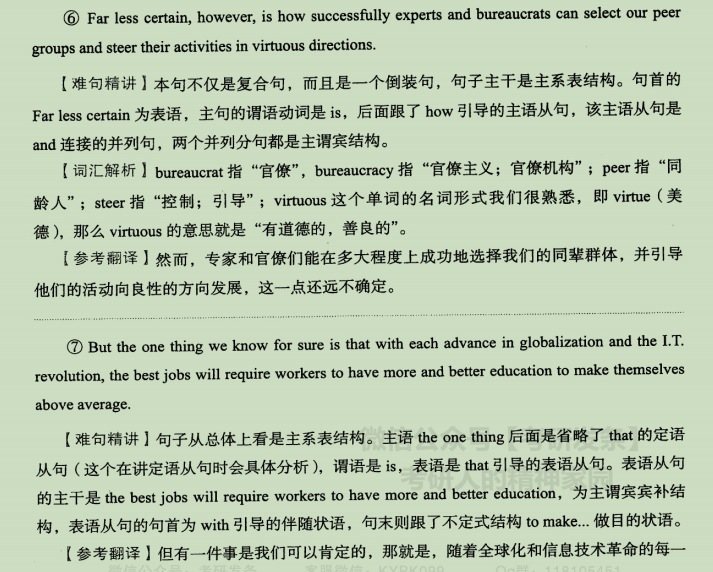 ⑥ Far less certain, however, is how successfully experts and bureaucrats can select our peer
groups and steer their activities in virtuous directions.
【难句精讲】本句不仅是复合句，而且是一个倒装句，句子主干是主系表结构。句首的
Far less certain 为表语，主句的谓语动词是 is，后面跟了 how 引导的主语从句，该主语从句是
and 连接的并列句，两个并列分句都是主谓宾结构。
【词汇解析】bureaucrat 指“官僚”，bureaucracy 指“官僚主义；官僚机构”；peer 指“同
龄人”；steer 指“控制；引导”；virtuous 这个单词的名词形式我们很熟悉，即 virtue（美
德），那么 virtuous 的意思就是“有道德的，善良的”。
【参考翻译】然而，专家和官僚们能在多大程度上成功地选择我们的同辈群体，并引导
他们的活动向良性的方向发展，这一点还远不确定。
⑦ But the one thing we know for sure is that with each advance in globalization and the I.T.
revolution, the best jobs will require workers to have more and better education to make themselves
above average.
微信公众号【考研发条】
【难句精讲】句子从总体上看是主系表结构。主语 the one thing 后面是省略了 that 的定语
从句（这个在讲定语从句时会具体分析），谓语是 is，表语是 that 引导的表语从句。表语从句
考研人的精神家园
的主干是 the best jobs will require workers to have more and better education，为主谓宾宾补结
构，表语从句的句首为 with 引导的伴随状语，句末则跟了不定式结构 to make... 做目的状语。
【参考翻译】但有一件事是我们可以肯定的，那就是，随着全球化和信息技术革命的每一